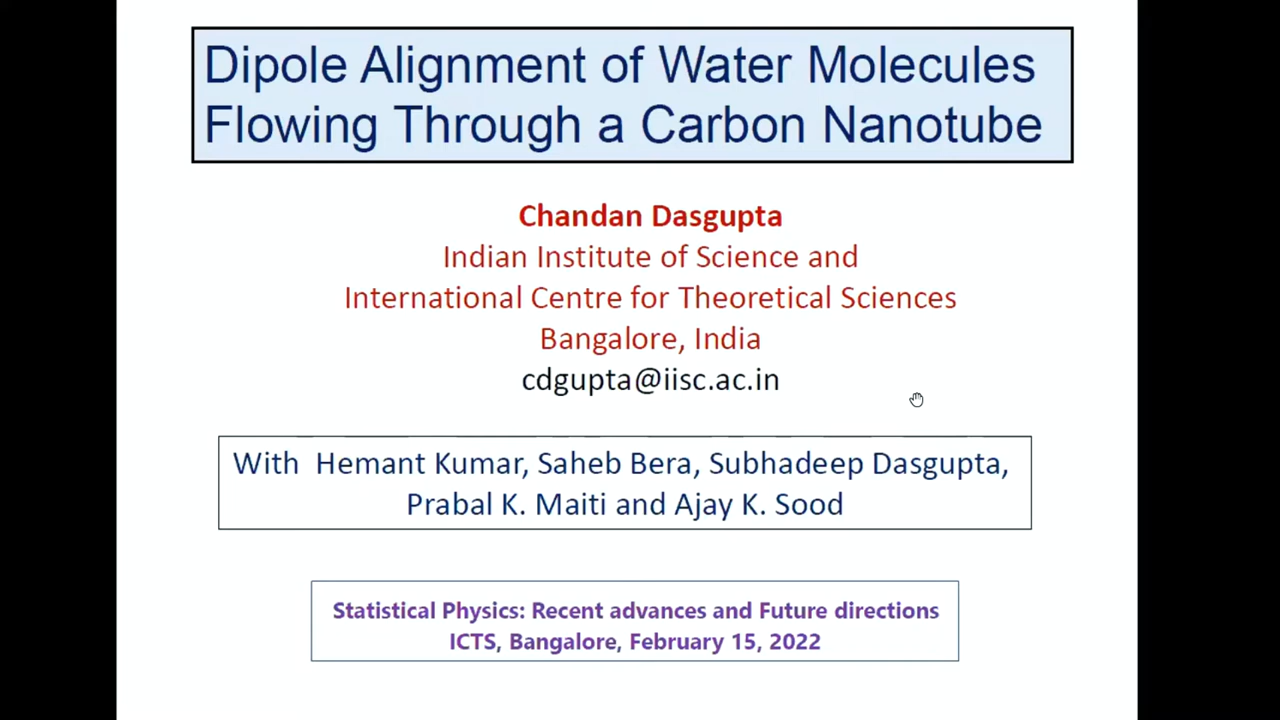 Dipole Alignment of Water Molecules
Flowing Through a Carbon Nanotube
Chandan Dasgupta
Indian Institute of Science and
International Centre for Theoretical Sciences
Bangalore, India
cdgupta@iisc.ac.in
With Hemant Kumar, Saheb Bera, Subhadeep Dasgupta,
Prabal K. Maiti and Ajay K. Sood
Statistical Physics: Recent advances and Future directions
ICTS, Bangalore, February 15, 2022